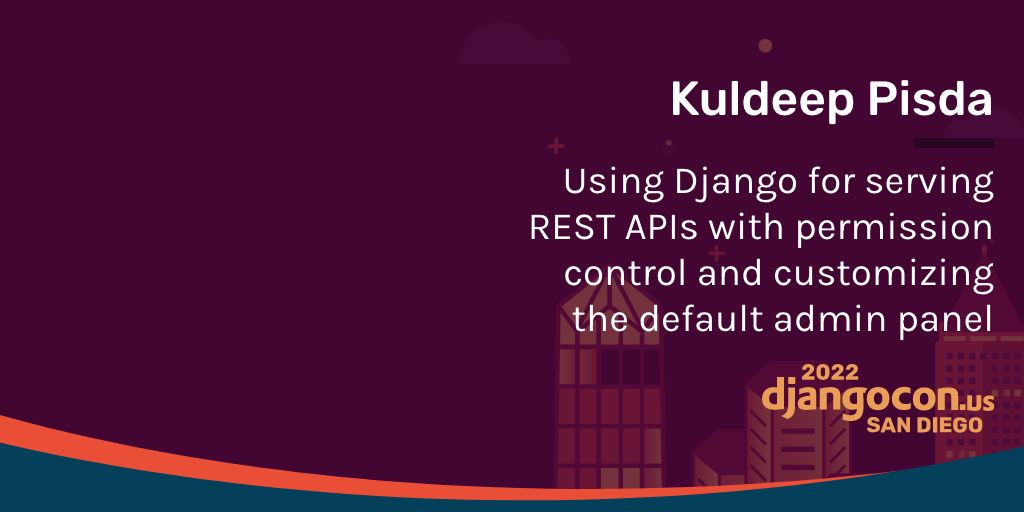 Kuldeep Pisda
Using Django for serving
REST APIs with permission
control and customizing
the default admin panel
2022
djangocon.us
SAN DIEGO